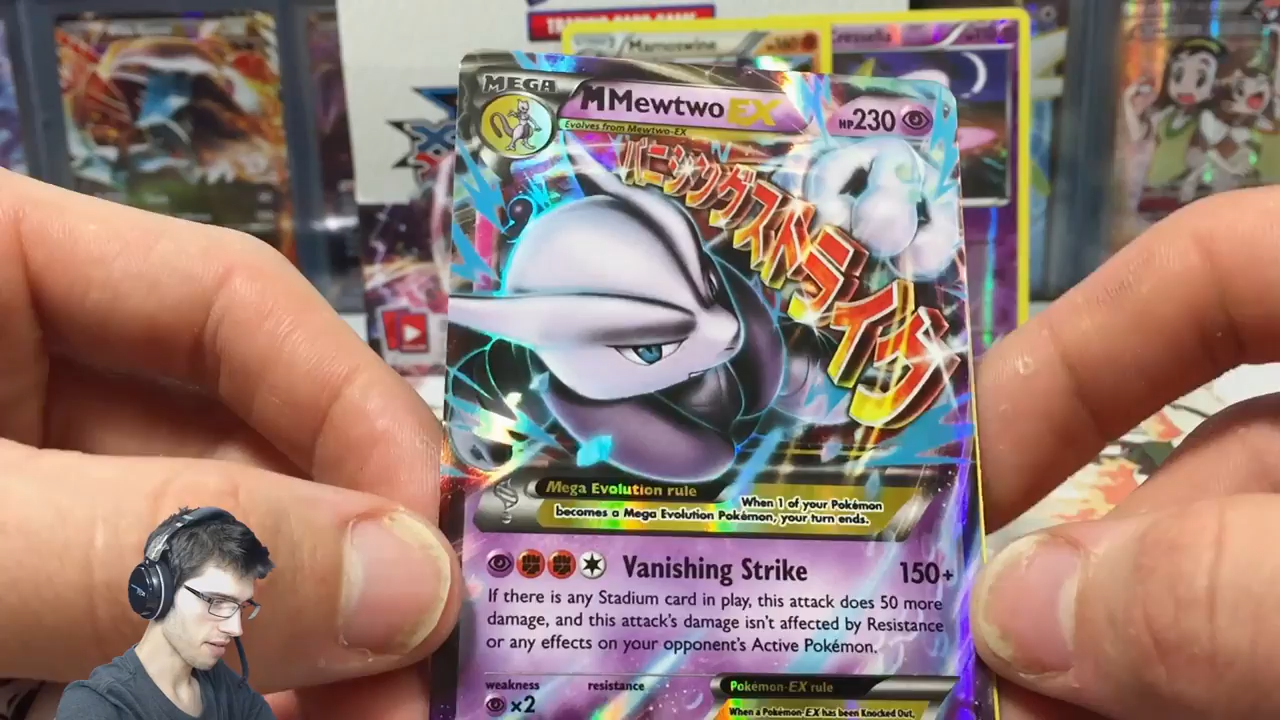 TRADING CARD GAME
Mamoswine
Cresselia
MEGA
M Mewtwo EX
HP230
Evolves from Mewtwo-EX
バニシングストライク
Mega Evolution rule
When 1 of your Pokémon
becomes a Mega Evolution Pokémon, your turn ends.
Vanishing Strike 150+
If there is any Stadium card in play, this attack does 50 more
damage, and this attack's damage isn't affected by Resistance
or any effects on your opponent's Active Pokémon.
weakness resistance
×2
Pokémon-EX rule
When a Pokémon-EX has been Knocked Out,